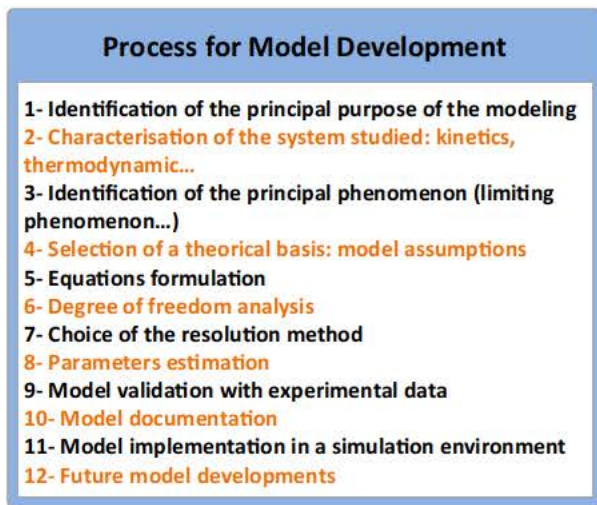 Process for Model Development
1- Identification of the principal purpose of the modeling
2- Characterisation of the system studied: kinetics,
thermodynamic...
3- Identification of the principal phenomenon (limiting
phenomenon...)
4- Selection of a theorical basis: model assumptions
5- Equations formulation
6- Degree of freedom analysis
7- Choice of the resolution method
8- Parameters estimation
9- Model validation with experimental data
10- Model documentation
11- Model implementation in a simulation environment
12- Future model developments